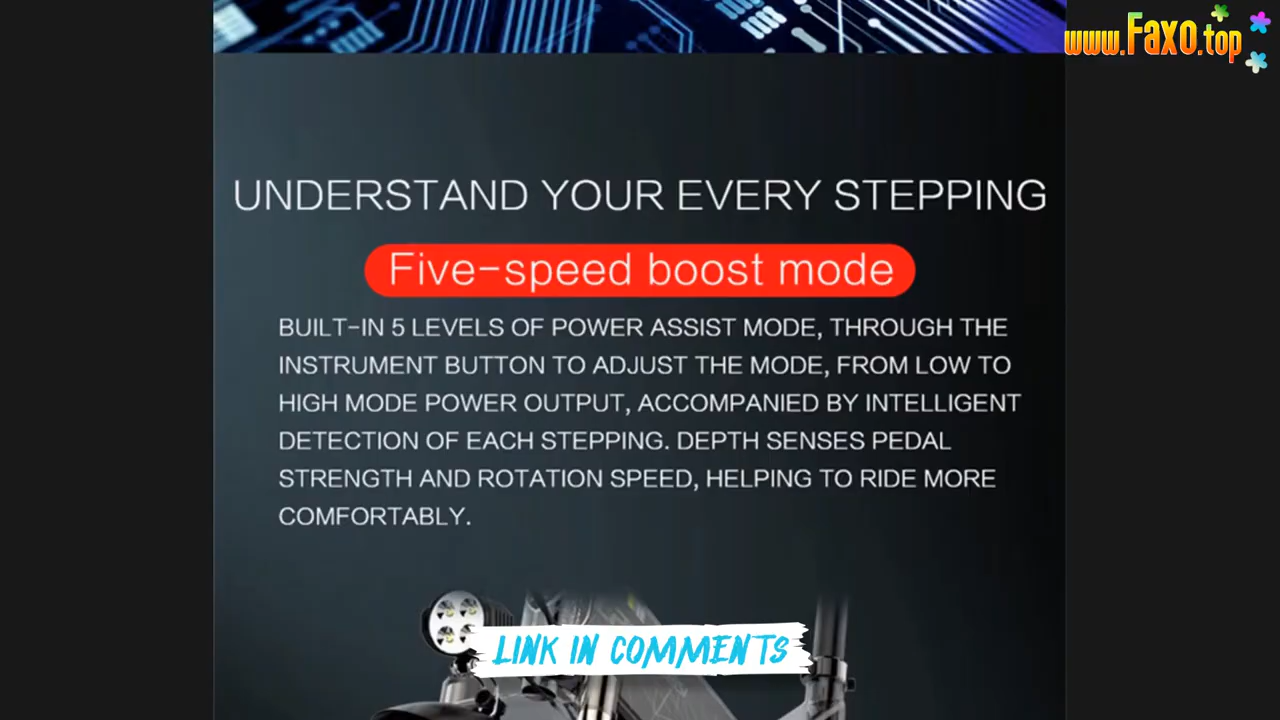 www.Faxo.top
UNDERSTAND YOUR EVERY STEPPING
Five-speed boost mode
BUILT-IN 5 LEVELS OF POWER ASSIST MODE, THROUGH THE
INSTRUMENT BUTTON TO ADJUST THE MODE, FROM LOW TO
HIGH MODE POWER OUTPUT, ACCOMPANIED BY INTELLIGENT
DETECTION OF EACH STEPPING. DEPTH SENSES PEDAL
STRENGTH AND ROTATION SPEED, HELPING TO RIDE MORE
COMFORTABLY.
LINK IN COMMENTS